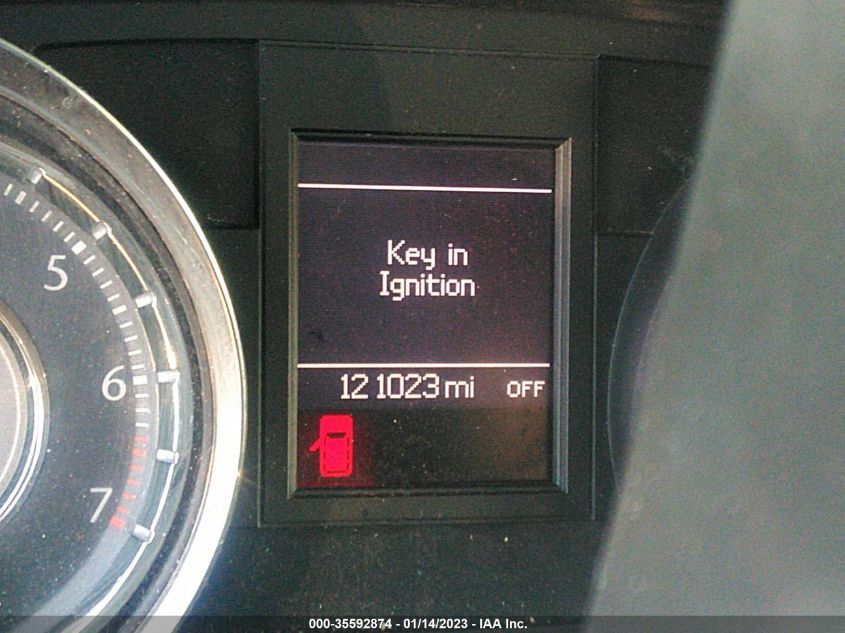 5
6
7
Key in
Ignition
121023 mi OFF
000-35592874 - 01/14/2023 - IAA Inc.